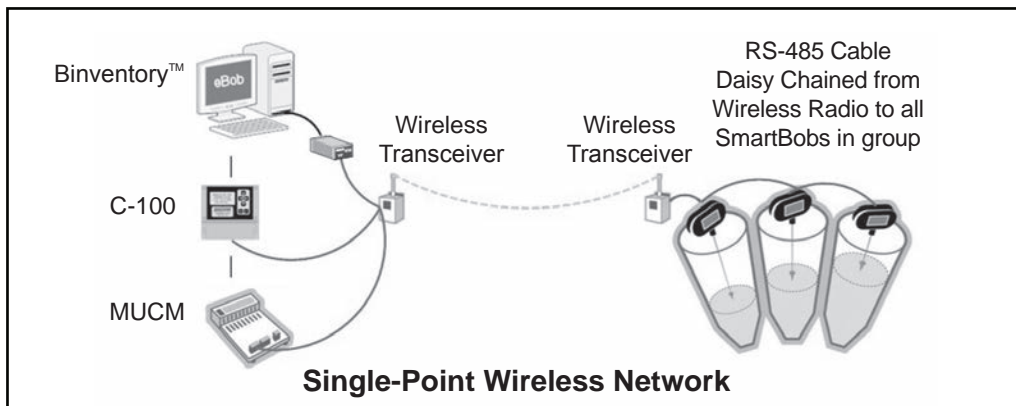 Binventory™
eBob
C-100
MUCM
Wireless
Transceiver
Wireless
Transceiver
RS-485 Cable
Daisy Chained from
Wireless Radio to all
SmartBobs in group
Single-Point Wireless Network